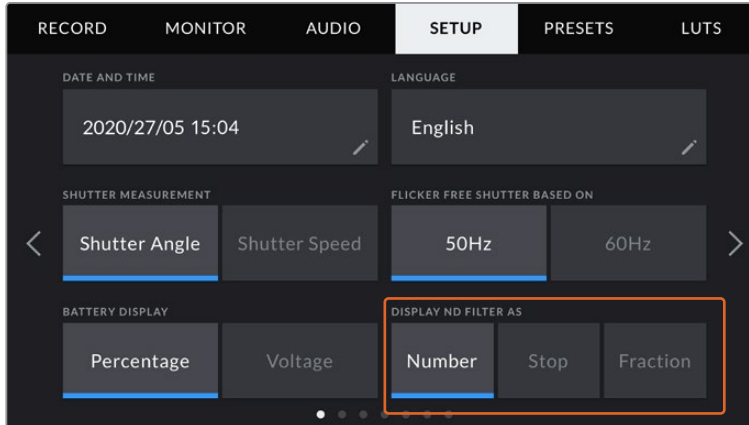 RECORD MONITOR AUDIO SETUP PRESETS LUTS
DATE AND TIME LANGUAGE
2020/27/05 15:04 English
SHUTTER MEASUREMENT FLICKER FREE SHUTTER BASED ON
Shutter Angle Shutter Speed 50Hz 60Hz
BATTERY DISPLAY DISPLAY ND FILTER AS
Percentage Voltage Number Stop Fraction